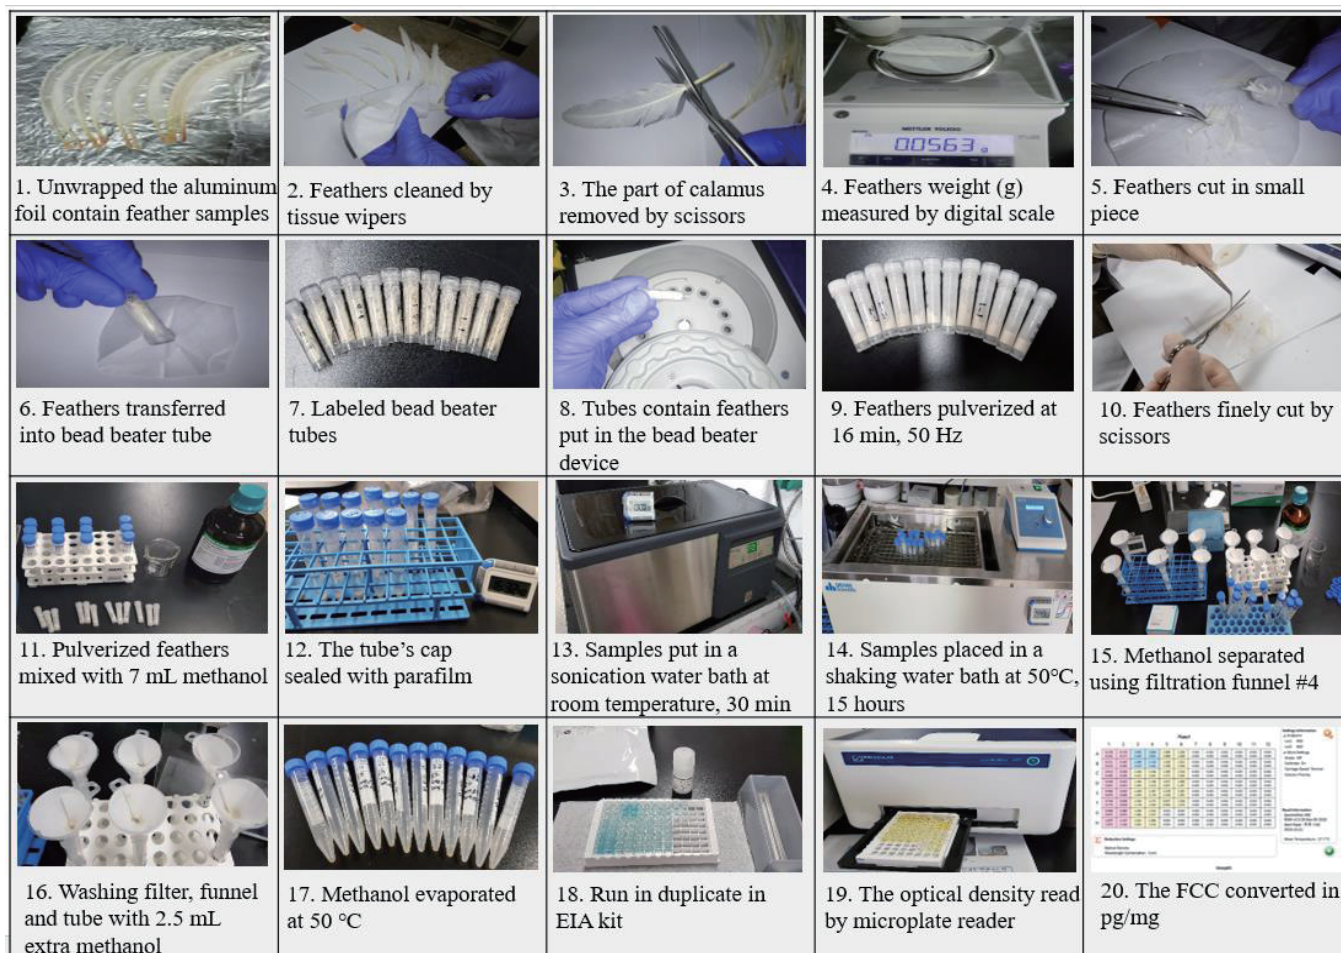 METTLER TOLEDO
0.0563 g
1. Unwrapped the aluminum
foil contain feather samples
2. Feathers cleaned by
tissue wipers
3. The part of calamus
removed by scissors
4. Feathers weight (g)
measured by digital scale
5. Feathers cut in small
piece
6. Feathers transferred
into bead beater tube
7. Labeled bead beater
tubes
8. Tubes contain feathers
put in the bead beater
device
9. Feathers pulverized at
16 min, 50 Hz
10. Feathers finely cut by
scissors
11. Pulverized feathers
mixed with 7 mL methanol
12. The tube's cap
sealed with parafilm
13. Samples put in a
sonication water bath at
room temperature, 30 min
14. Samples placed in a
shaking water bath at 50°C,
15 hours
15. Methanol separated
using filtration funnel #4
16. Washing filter, funnel
and tube with 2.5 mL
extra methanol
17. Methanol evaporated
at 50 °C
18. Run in duplicate in
EIA kit
19. The optical density read
by microplate reader
20. The FCC converted in
pg/mg